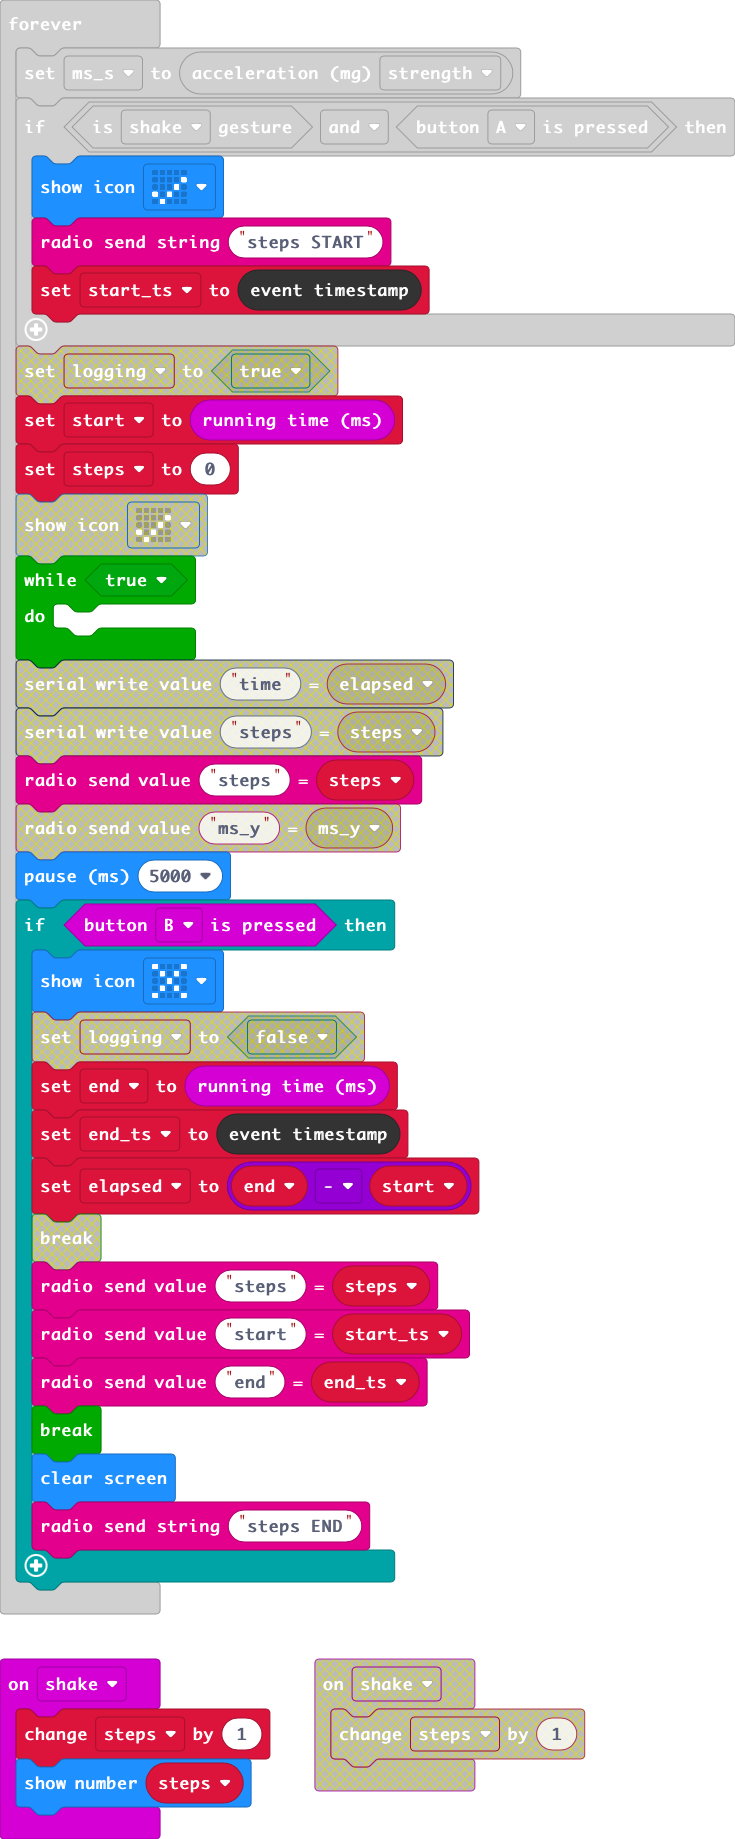 forever
set ms_s to acceleration (mg) strength
if is shake gesture and button A is pressed then
show icon
radio send string "steps START"
set start_ts to event timestamp
set logging to true
set start to running time (ms)
set steps to 0
show icon
while true
do
serial write value "time" = elapsed
serial write value "steps" = steps
radio send value "steps" = steps
radio send value "ms_y" = ms_y
pause (ms) 5000
if button B is pressed then
show icon
set logging to false
set end to running time (ms)
set end_ts to event timestamp
set elapsed to end - start
break
radio send value "steps" = steps
radio send value "start" = start_ts
radio send value "end" = end_ts
break
clear screen
radio send string "steps END"
on shake
change steps by 1
show number steps
on shake
change steps by 1